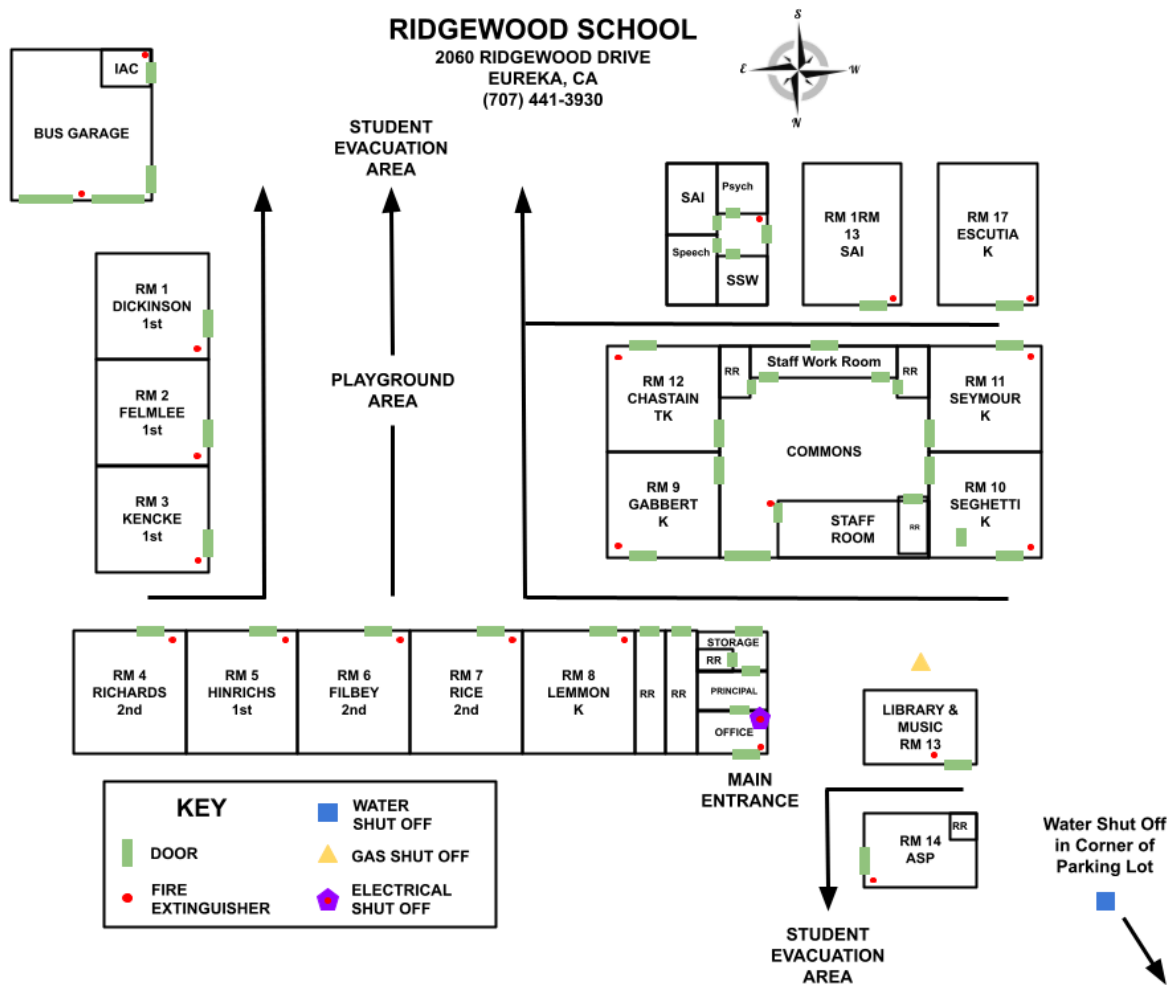 RIDGEWOOD SCHOOL
2060 RIDGEWOOD DRIVE
EUREKA, CA
(707) 441-3930
S
E
W
N
IAC
BUS GARAGE
STUDENT
EVACUATION
AREA
SAI
Psych
Speech
SSW
RM 1RM
13
SAI
RM 17
ESCUTIA
K
RM 1
DICKINSON
1st
RM 2
FELMLEE
1st
RM 3
KENCKE
1st
PLAYGROUND
AREA
RM 12
CHASTAIN
TK
RR
Staff Work Room
RR
RM 11
SEYMOUR
K
COMMONS
RM 9
GABBERT
K
STAFF
ROOM
RR
RM 10
SEGHETTI
K
RM 4
RICHARDS
2nd
RM 5
HINRICHS
1st
RM 6
FILBEY
2nd
RM 7
RICE
2nd
RM 8
LEMMON
K
RR
RR
STORAGE
RR
PRINCIPAL
OFFICE
MAIN
ENTRANCE
LIBRARY &
MUSIC
RM 13
RM 14
ASP
RR
STUDENT
EVACUATION
AREA
Water Shut Off
in Corner of
Parking Lot
KEY
DOOR
FIRE
EXTINGUISHER
WATER
SHUT OFF
GAS SHUT OFF
ELECTRICAL
SHUT OFF